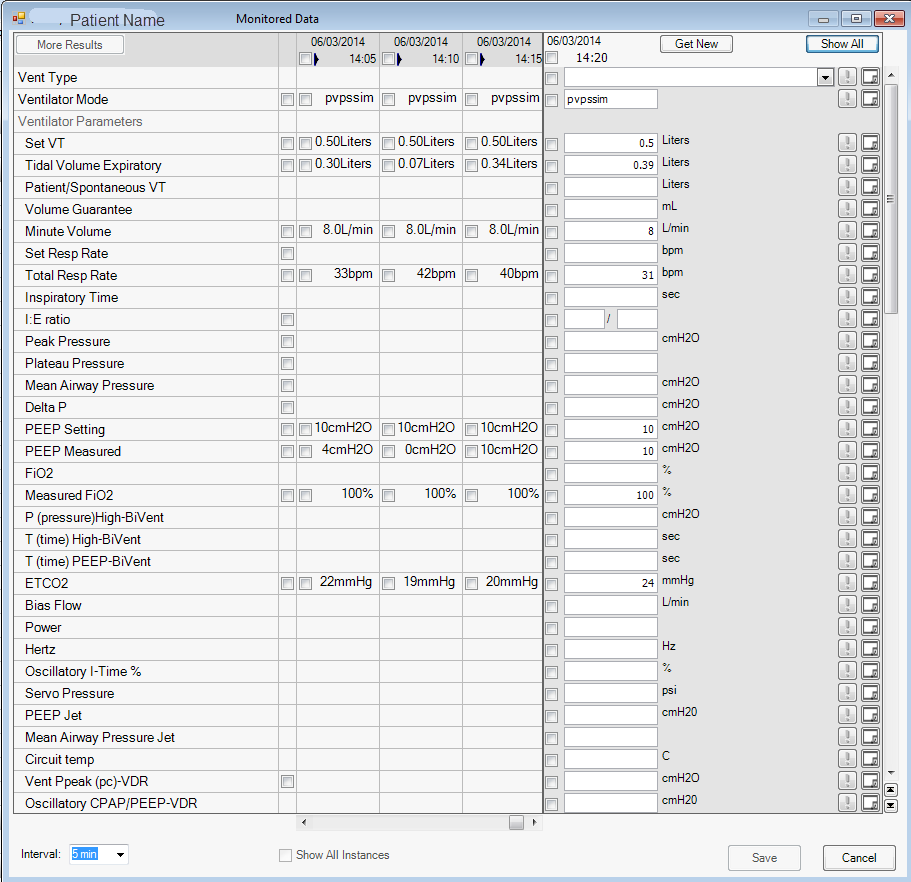 Patient Name Monitored Data
More Results 06/03/2014 06/03/2014 06/03/2014 06/03/2014 Get New Show All
14:05 14:10 14:15 14:20
Vent Type
Ventilator Mode pvpssim pvpssim pvpssim pvpssim
Ventilator Parameters
Set VT 0.50Liters 0.50Liters 0.50Liters 0.5 Liters
Tidal Volume Expiratory 0.30Liters 0.07Liters 0.34Liters 0.39 Liters
Patient/Spontaneous VT Liters
Volume Guarantee mL
Minute Volume 8.0L/min 8.0L/min 8.0L/min 8 L/min
Set Resp Rate bpm
Total Resp Rate 33bpm 42bpm 40bpm 31 bpm
Inspiratory Time sec
I:E ratio /
Peak Pressure cmH2O
Plateau Pressure
Mean Airway Pressure cmH2O
Delta P cmH2O
PEEP Setting 10cmH2O 10cmH2O 10cmH2O 10 cmH2O
PEEP Measured 4cmH2O 0cmH2O 10cmH2O 10 cmH2O
FiO2 %
Measured FiO2 100% 100% 100% 100 %
P (pressure)High-BiVent cmH2O
T (time) High-BiVent sec
T (time) PEEP-BiVent sec
ETCO2 22mmHg 19mmHg 20mmHg 24 mmHg
Bias Flow L/min
Power
Hertz Hz
Oscillatory I-Time % %
Servo Pressure psi
PEEP Jet cmH20
Mean Airway Pressure Jet
Circuit temp C
Vent Ppeak (pc)-VDR cmH2O
Oscillatory CPAP/PEEP-VDR cmH20
Interval: 5 min Show All Instances Save Cancel